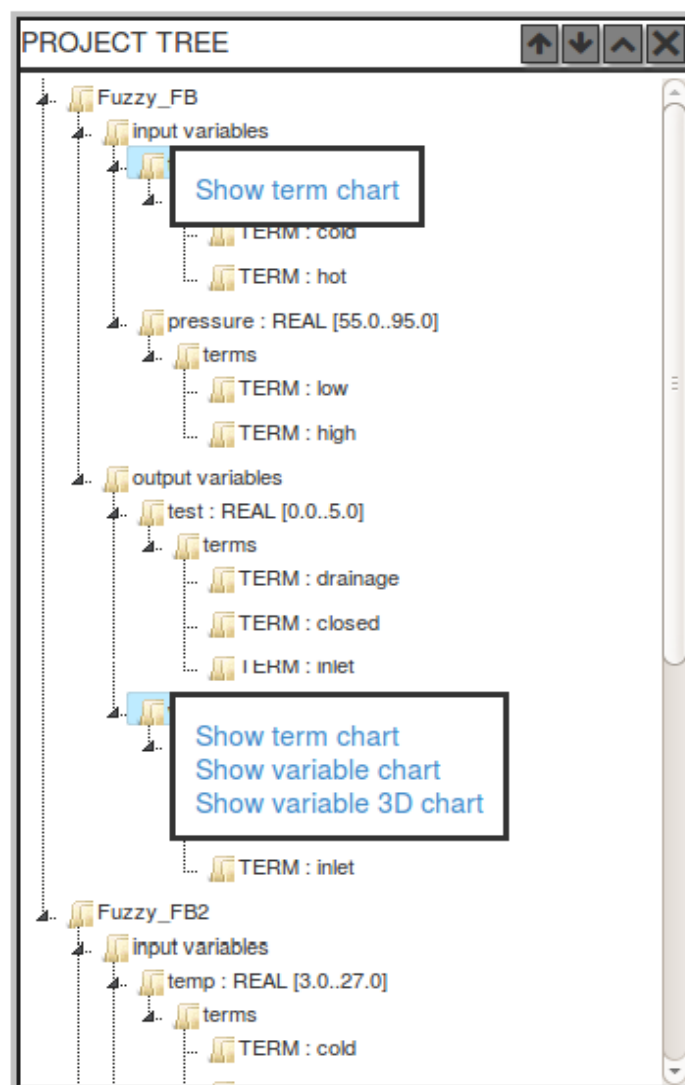 PROJECT TREE
Fuzzy_FB
input variables
Show term chart
TERM : cold
TERM : hot
pressure : REAL [55.0..95.0]
terms
TERM : low
TERM : high
output variables
test : REAL [0.0..5.0]
terms
TERM : drainage
TERM : closed
TERM : inlet
Show term chart
Show variable chart
Show variable 3D chart
TERM : inlet
Fuzzy_FB2
input variables
temp : REAL [3.0..27.0]
terms
TERM : cold